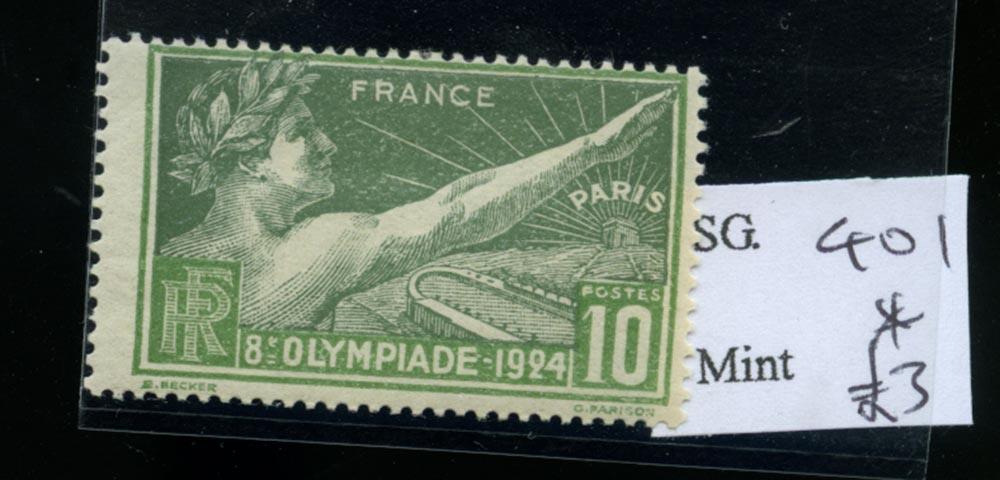 FRANCE
PARIS
POSTES
RF
10
8e OLYMPIADE-1924
E. BECKER
G. PARISON
SG. 401
*
Mint £3